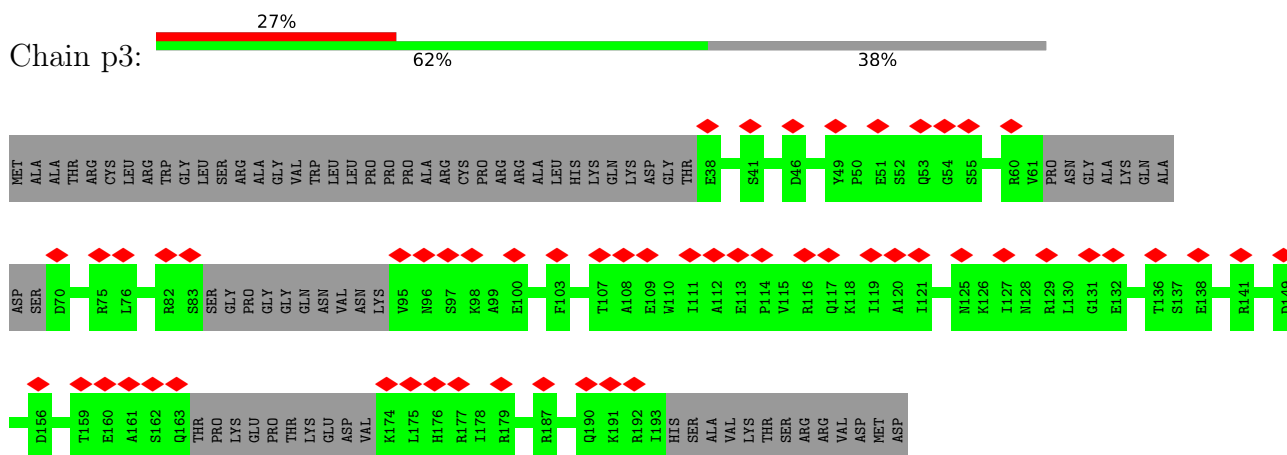 27%
Chain p3:
62% 38%
MET ALA ALA THR ARG CYS LEU ARG TRP GLY LEU SER ARG ALA GLY VAL TRP LEU LEU PRO PRO PRO ALA ARG CYS PRO ARG ARG ALA LEU HIS LYS GLN LYS ASP GLY THR E38 S41 D46 Y49 P50 E51 S52 Q53 G54 S55 R60 V61 PRO ASN GLY ALA LYS GLN ALA
ASP SER D70 R75 L76 R82 S83 SER GLY PRO GLY GLY GLN ASN VAL ASN LYS V95 N96 S97 K98 A99 E100 F103 T107 A108 E109 W110 I111 A112 E113 P114 V115 R116 Q117 K118 I119 A120 I121 N125 K126 I127 N128 R129 L130 G131 E132 T136 S137 E138 R141
D156 T159 E160 A161 S162 Q163 THR PRO LYS GLU PRO THR LYS GLU ASP VAL K174 L175 H176 R177 I178 R179 R187 Q190 K191 R192 I193 HIS SER ALA VAL LYS THR SER ARG ARG VAL ASP MET ASP